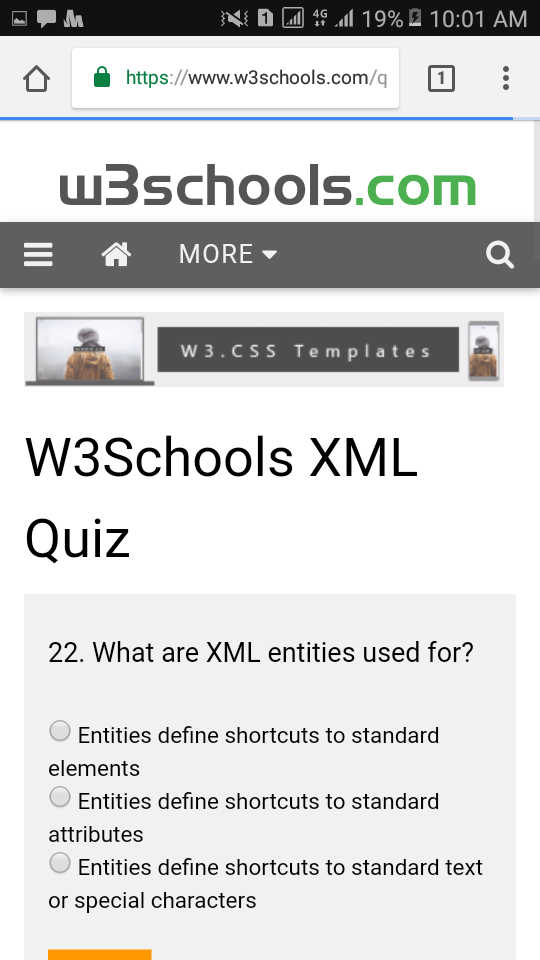 1 4G 19% 10:01 AM
https://www.w3schools.com/q 1
w3schools.com
MORE
W3.CSS Templates
W3Schools XML
Quiz
22. What are XML entities used for?
Entities define shortcuts to standard
elements
Entities define shortcuts to standard
attributes
Entities define shortcuts to standard text
or special characters